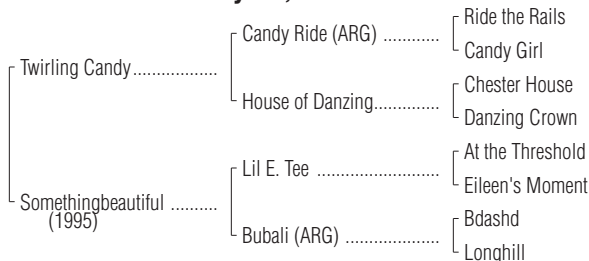 Ride the Rails
Candy Ride (ARG) ............
Candy Girl
Twirling Candy..................
Chester House
House of Danzing..............
Danzing Crown
At the Threshold
Lil E. Tee ........................
Eileen's Moment
Somethingbeautiful ..........
(1995)
Bdashd
Bubali (ARG) ...................
Longhill